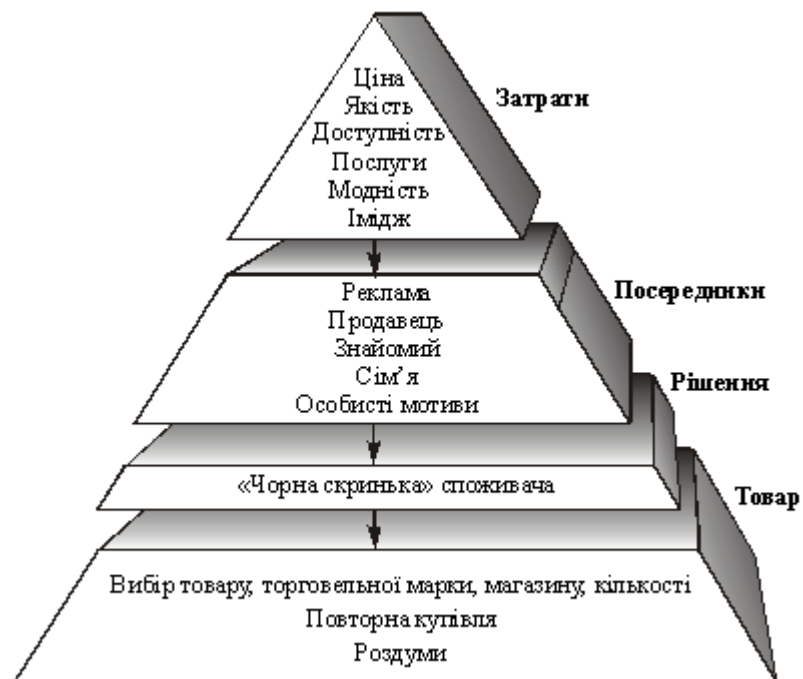 Ціна
Якість
Доступність
Послуги
Модність
Імідж
Затрати
Реклама
Продавець
Знайомий
Сім’я
Особисті мотиви
Посередники
«Чорна скринька» споживача
Рішення
Вибір товару, торговельної марки, магазину, кількості
Повторна купівля
Роздуми
Товар